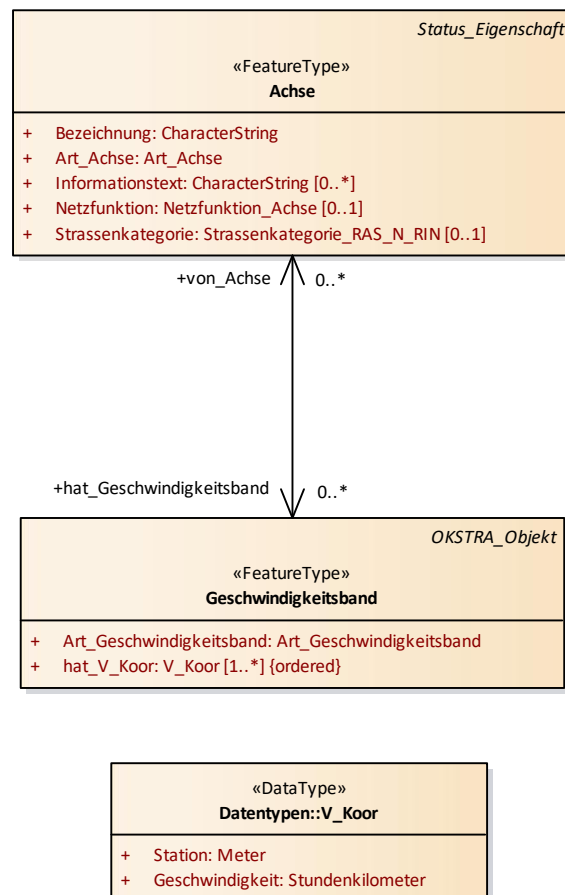 Status_Eigenschaft
«FeatureType»
Achse
+ Bezeichnung: CharacterString
+ Art_Achse: Art_Achse
+ Informationstext: CharacterString [0..*]
+ Netzfunktion: Netzfunktion_Achse [0..1]
+ Strassenkategorie: Strassenkategorie_RAS_N_RIN [0..1]
+von_Achse 0..*
+hat_Geschwindigkeitsband 0..*
OKSTRA_Objekt
«FeatureType»
Geschwindigkeitsband
+ Art_Geschwindigkeitsband: Art_Geschwindigkeitsband
+ hat_V_Koor: V_Koor [1..*] {ordered}
«DataType»
Datentypen::V_Koor
+ Station: Meter
+ Geschwindigkeit: Stundenkilometer